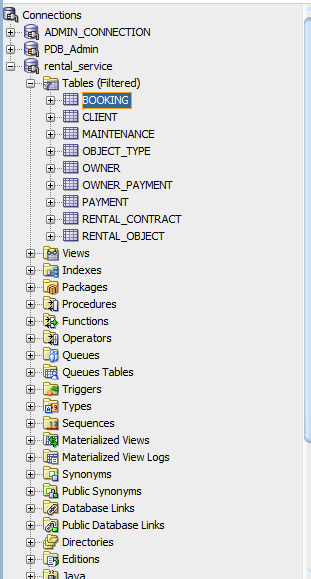 Connections
ADMIN_CONNECTION
PDB_Admin
rental_service
Tables (Filtered)
BOOKING
CLIENT
MAINTENANCE
OBJECT_TYPE
OWNER
OWNER_PAYMENT
PAYMENT
RENTAL_CONTRACT
RENTAL_OBJECT
Views
Indexes
Packages
Procedures
Functions
Operators
Queues
Queues Tables
Triggers
Types
Sequences
Materialized Views
Materialized View Logs
Synonyms
Public Synonyms
Database Links
Public Database Links
Directories
Editions
Java